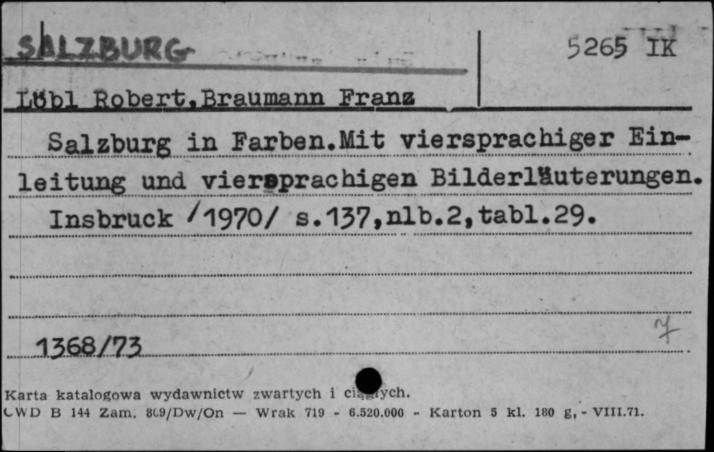 SALZBURG
5265 IK
Löbl Robert,Braumann Franz
Salzburg in Farben.Mit viersprachiger Ein-
leitung und viersprachigen Bilderläuterungen.
Insbruck /1970/ s.137,nlb.2,tabl.29.
7
1368/73
Karta katalogowa wydawnictw zwartych i ciągłych.
CWD B 144 Zam. 809/Dw/On — Wrak 719 - 6.520.000 - Karton 5 kl. 180 g, - VIII.71.